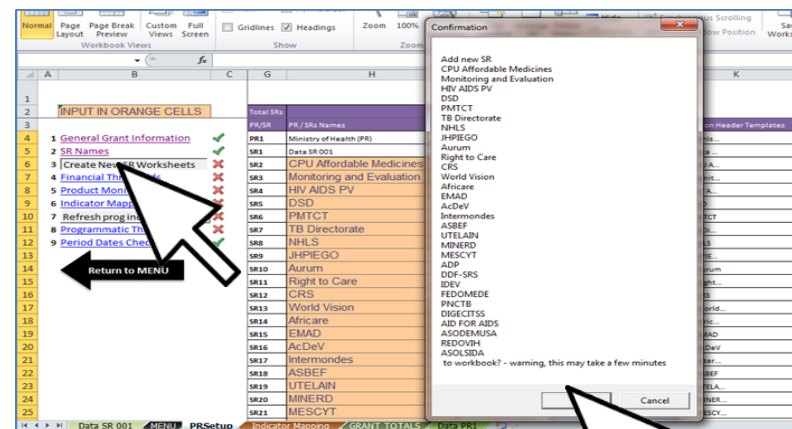 Normal
Page Layout
Page Break Preview
Custom Views
Full Screen
Workbook Views
Gridlines
Headings
Show
Zoom
100%
Zoom
Hide
Scrolling
Position
fx
A B C G H K
1
2 INPUT IN ORANGE CELLS Total SRs
3 PR/SR PR / SRs Names on Header Templates
4 1 General Grant Information PR1 Ministry of Health (PR)
5 2 SR Names SR1 Data SR 001
6 3 Create New SR Worksheets SR2 CPU Affordable Medicines
7 4 Financial SR3 Monitoring and Evaluation
8 5 Product SR4 HIV AIDS PV
9 6 Indicator SR5 DSD
10 7 Refresh prog SR6 PMTCT
11 8 Programmatic SR7 TB Directorate
12 9 Period Dates SR8 NHLS
13 SR9 JHPIEGO
14 Return to MENU SR10 Aurum
15 SR11 Right to Care
16 SR12 CRS
17 SR13 World Vision
18 SR14 Africare
19 SR15 EMAD
20 SR16 AcDeV
21 SR17 Intermondes
22 SR18 ASBEF
23 SR19 UTELAIN
24 SR20 MINERD
25 SR21 MESCYT
Data SR 001 MENU PRSetup Indicator Mapping GRANT TOTALS Data PR1
Confirmation
Add new SR
CPU Affordable Medicines
Monitoring and Evaluation
HIV AIDS PV
DSD
PMTCT
TB Directorate
NHLS
JHPIEGO
Aurum
Right to Care
CRS
World Vision
Africare
EMAD
AcDeV
Intermondes
ASBEF
UTELAIN
MINERD
MESCYT
ADP
DDF-SRS
IDEV
FEDOMEDE
PNCTB
DIGECITSS
AID FOR AIDS
ASODEMUSA
REDOVIH
ASOLSIDA
to workbook? - warning, this may take a few minutes
Cancel